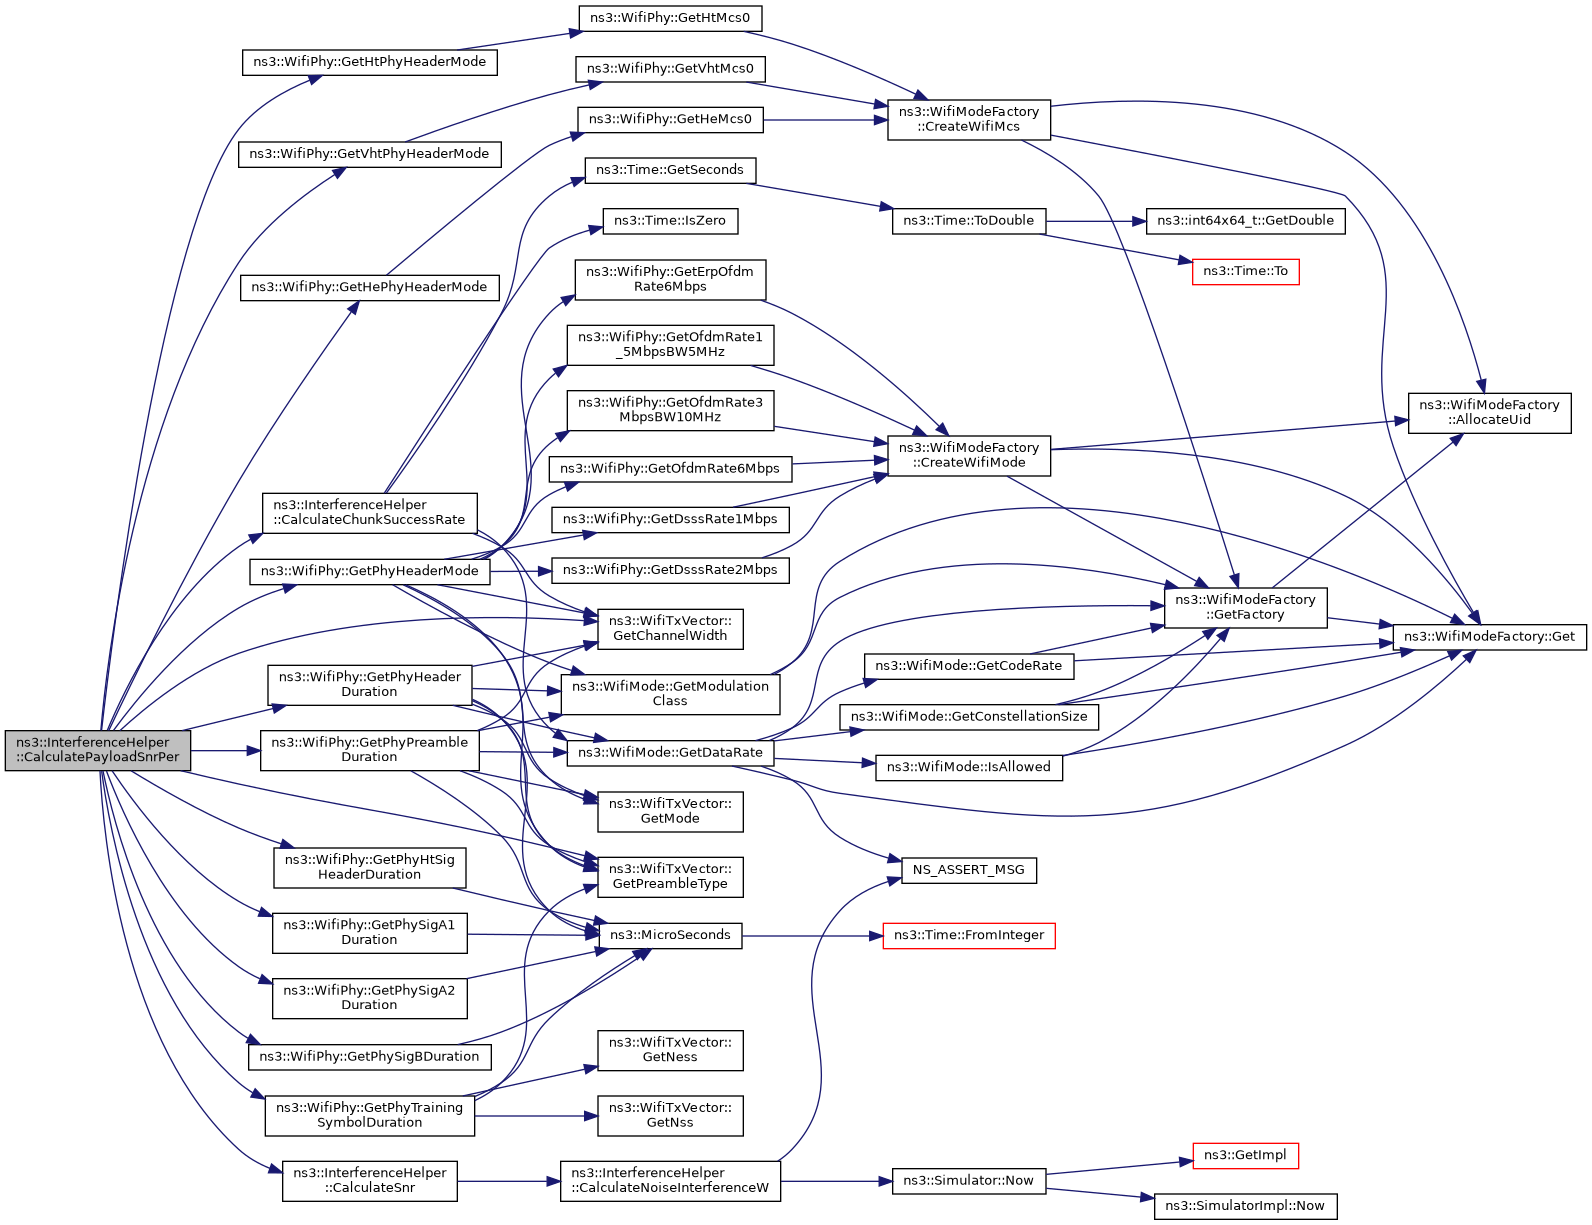 ns3::InterferenceHelper
::CalculatePayloadSnrPer
ns3::WifiPhy::GetHtPhyHeaderMode
ns3::WifiPhy::GetVhtPhyHeaderMode
ns3::WifiPhy::GetHePhyHeaderMode
ns3::InterferenceHelper
::CalculateChunkSuccessRate
ns3::WifiPhy::GetPhyHeaderMode
ns3::WifiPhy::GetPhyHeader
Duration
ns3::WifiPhy::GetPhyPreamble
Duration
ns3::WifiPhy::GetPhyHtSig
HeaderDuration
ns3::WifiPhy::GetPhySigA1
Duration
ns3::WifiPhy::GetPhySigA2
Duration
ns3::WifiPhy::GetPhySigBDuration
ns3::WifiPhy::GetPhyTraining
SymbolDuration
ns3::InterferenceHelper
::CalculateSnr
ns3::WifiPhy::GetHtMcs0
ns3::WifiPhy::GetVhtMcs0
ns3::WifiPhy::GetHeMcs0
ns3::Time::GetSeconds
ns3::Time::IsZero
ns3::WifiPhy::GetErpOfdm
Rate6Mbps
ns3::WifiPhy::GetOfdmRate1
_5MbpsBW5MHz
ns3::WifiPhy::GetOfdmRate3
MbpsBW10MHz
ns3::WifiPhy::GetOfdmRate6Mbps
ns3::WifiPhy::GetDsssRate1Mbps
ns3::WifiPhy::GetDsssRate2Mbps
ns3::WifiTxVector::
GetChannelWidth
ns3::WifiMode::GetModulation
Class
ns3::WifiMode::GetDataRate
ns3::WifiTxVector::
GetMode
ns3::WifiTxVector::
GetPreambleType
ns3::MicroSeconds
ns3::WifiTxVector::
GetNess
ns3::WifiTxVector::
GetNss
ns3::InterferenceHelper
::CalculateNoiseInterferenceW
ns3::WifiModeFactory
::CreateWifiMcs
ns3::Time::ToDouble
ns3::WifiModeFactory
::CreateWifiMode
ns3::WifiMode::GetCodeRate
ns3::WifiMode::GetConstellationSize
ns3::WifiMode::IsAllowed
NS_ASSERT_MSG
ns3::Time::FromInteger
ns3::Simulator::Now
ns3::int64x64_t::GetDouble
ns3::Time::To
ns3::WifiModeFactory
::GetFactory
ns3::GetImpl
ns3::SimulatorImpl::Now
ns3::WifiModeFactory
::AllocateUid
ns3::WifiModeFactory::Get